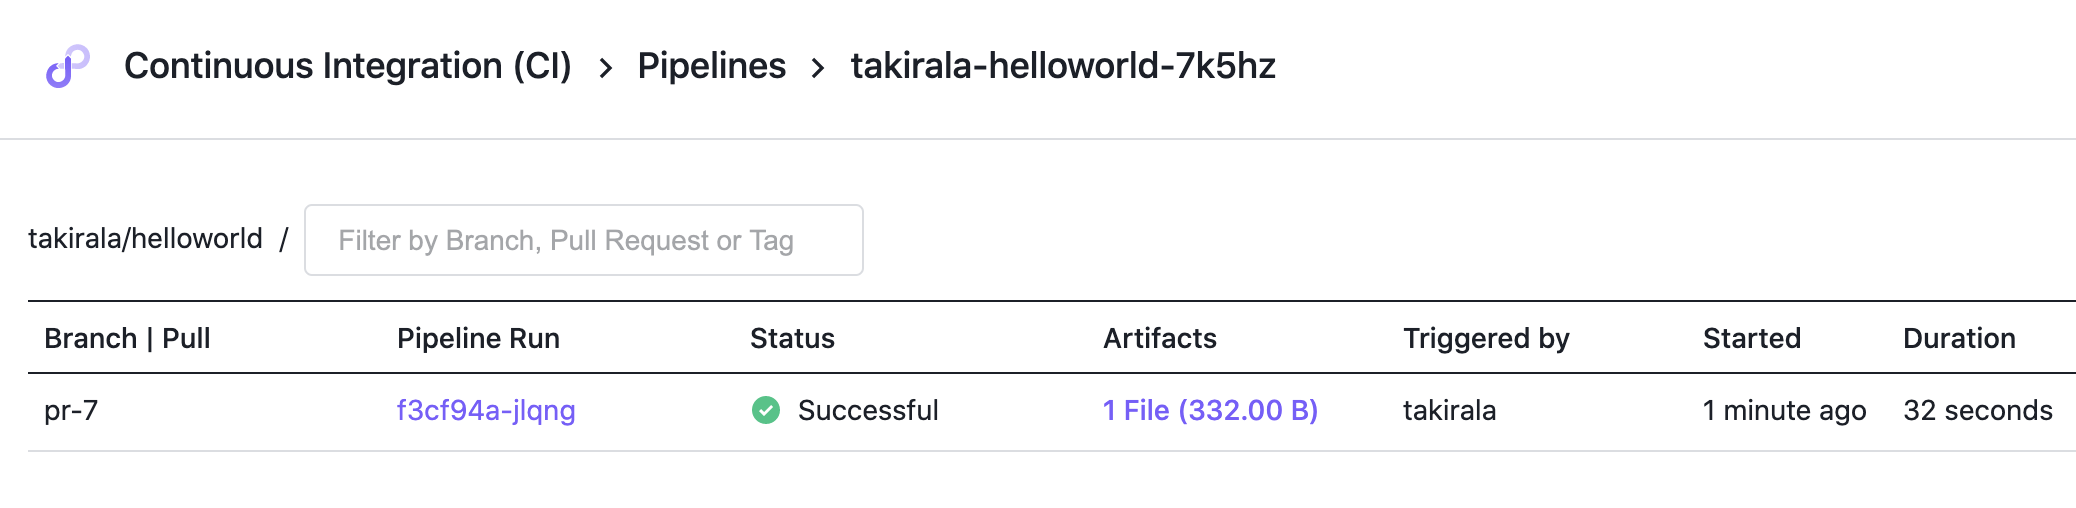 Continuous Integration (CI) > Pipelines > takirala-helloworld-7k5hz
takirala/helloworld / Filter by Branch, Pull Request or Tag
Branch | Pull Pipeline Run Status Artifacts Triggered by Started Duration
pr-7 f3cf94a-jlqng Successful 1 File (332.00 B) takirala 1 minute ago 32 seconds